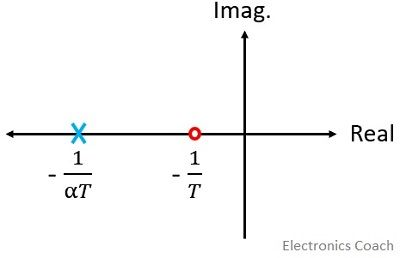 Imag.
Real
- 1/αT
- 1/T
Electronics Coach